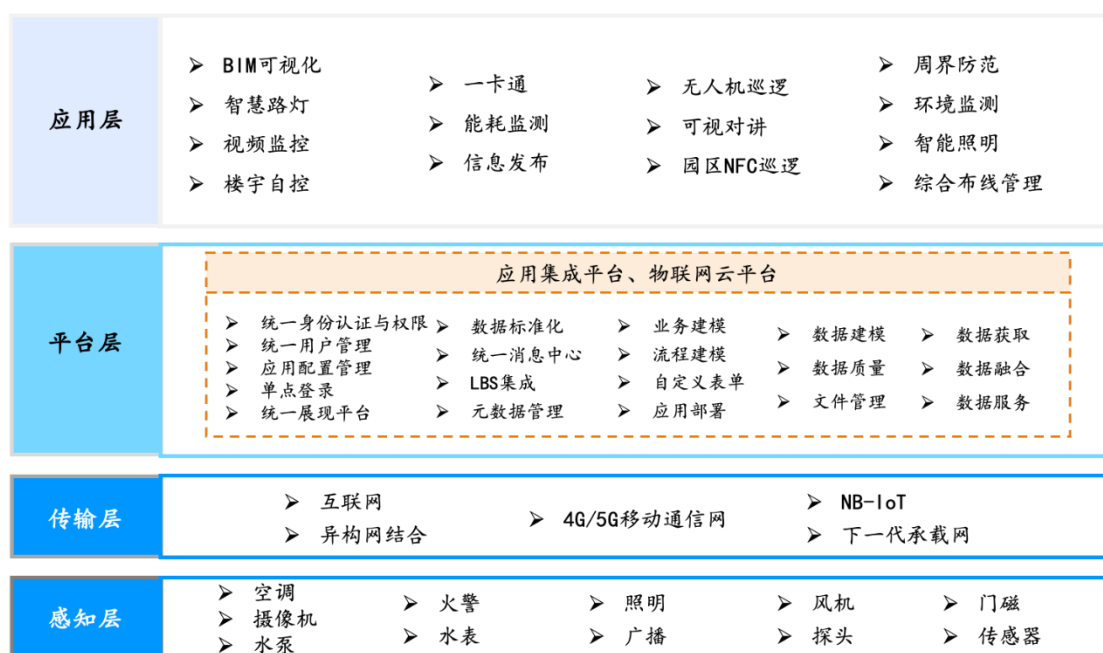 应用层
➢ BIM可视化
➢ 智慧路灯
➢ 视频监控
➢ 楼宇自控
➢ 一卡通
➢ 能耗监测
➢ 信息发布
➢ 无人机巡逻
➢ 可视对讲
➢ 园区NFC巡逻
➢ 周界防范
➢ 环境监测
➢ 智能照明
➢ 综合布线管理
平台层
应用集成平台、物联网云平台
➢ 统一身份认证与权限
➢ 统一用户管理
➢ 应用配置管理
➢ 单点登录
➢ 统一展现平台
➢ 数据标准化
➢ 统一消息中心
➢ LBS集成
➢ 元数据管理
➢ 业务建模
➢ 流程建模
➢ 自定义表单
➢ 应用部署
➢ 数据建模
➢ 数据质量
➢ 文件管理
➢ 数据获取
➢ 数据融合
➢ 数据服务
传输层
➢ 互联网
➢ 异构网结合
➢ 4G/5G移动通信网
➢ NB-IoT
➢ 下一代承载网
感知层
➢ 空调
➢ 摄像机
➢ 水泵
➢ 火警
➢ 水表
➢ 照明
➢ 广播
➢ 风机
➢ 探头
➢ 门磁
➢ 传感器